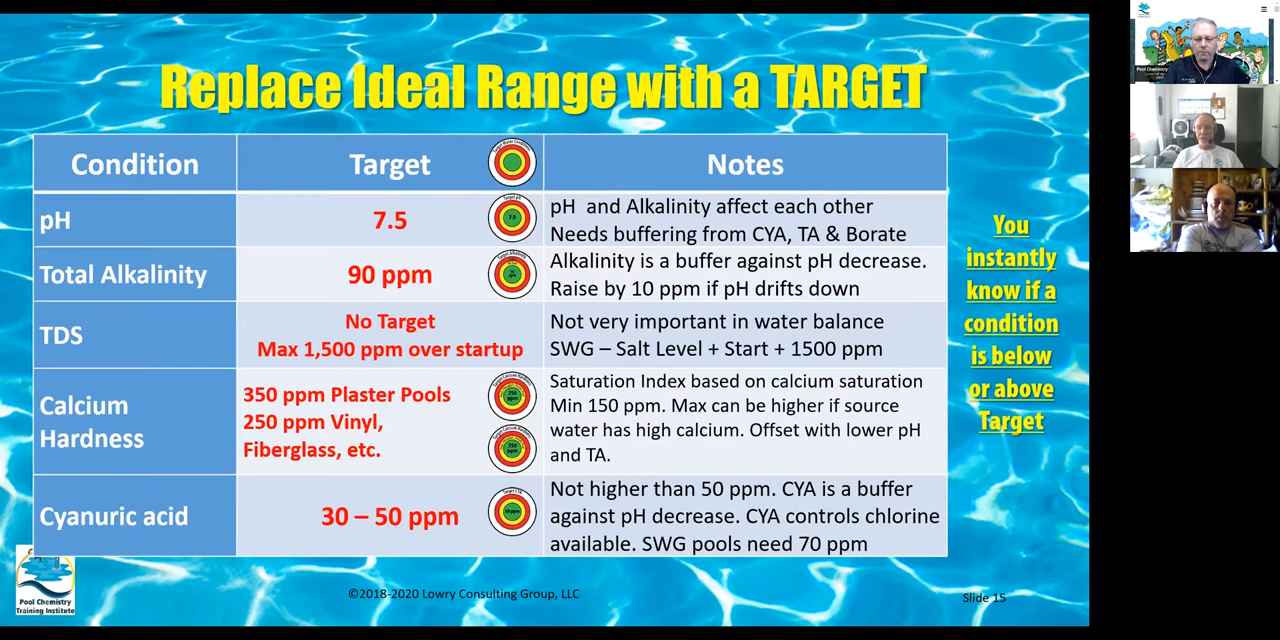 Replace Ideal Range with a TARGET
Condition
Target
Notes
pH
7.5
pH and Alkalinity affect each other
Needs buffering from CYA, TA & Borate
Total Alkalinity
90 ppm
Alkalinity is a buffer against pH decrease.
Raise by 10 ppm if pH drifts down
TDS
No Target
Max 1,500 ppm over startup
Not very important in water balance
SWG – Salt Level + Start + 1500 ppm
Calcium
Hardness
350 ppm Plaster Pools
250 ppm Vinyl,
Fiberglass, etc.
Saturation Index based on calcium saturation
Min 150 ppm. Max can be higher if source
water has high calcium. Offset with lower pH
and TA.
Cyanuric acid
30 – 50 ppm
Not higher than 50 ppm. CYA is a buffer
against pH decrease. CYA controls chlorine
available. SWG pools need 70 ppm
You
instantly
know if a
condition
is below
or above
Target
Pool Chemistry
Training Institute
©2018-2020 Lowry Consulting Group, LLC
Slide 15
Pool Chemistry